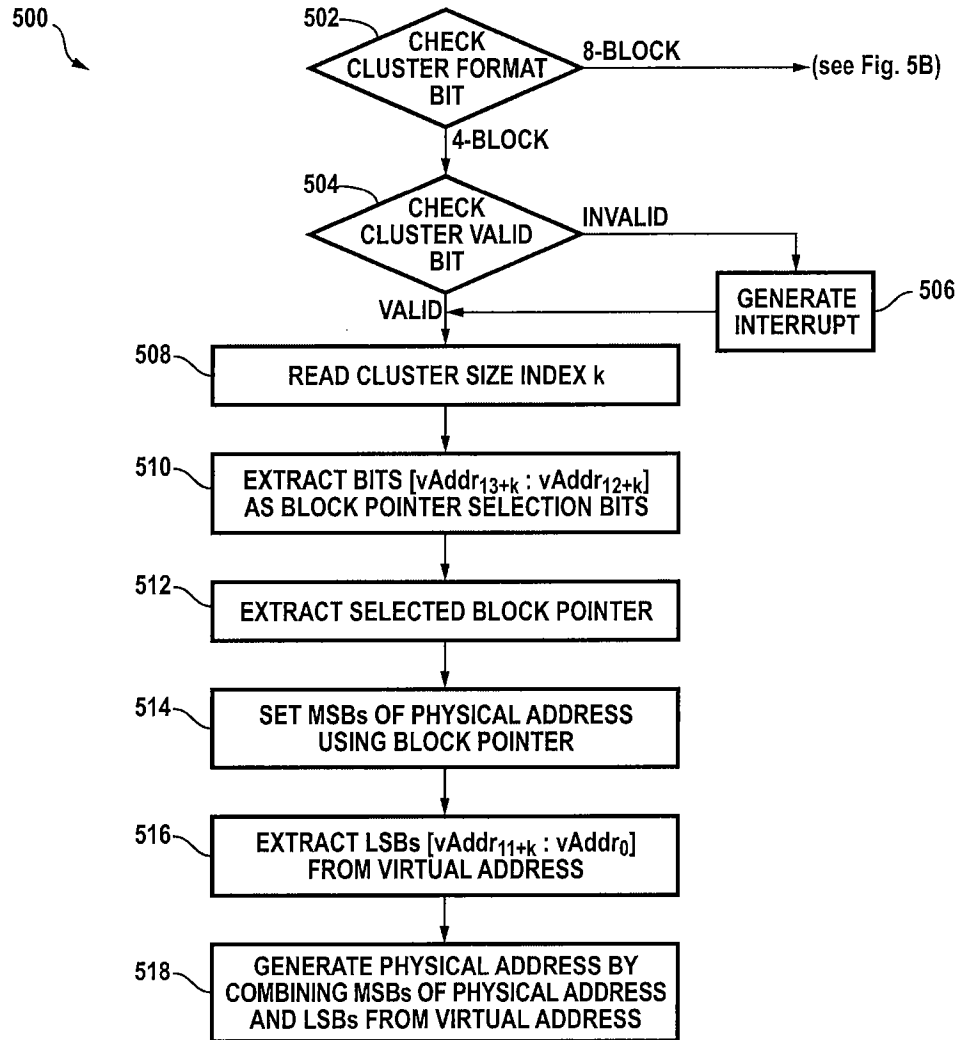 500
502
CHECK
CLUSTER FORMAT
BIT
8-BLOCK
(see Fig. 5B)
4-BLOCK
504
CHECK
CLUSTER VALID
BIT
INVALID
VALID
GENERATE
INTERRUPT
506
508
READ CLUSTER SIZE INDEX k
510
EXTRACT BITS [vAddr13+k : vAddr12+k]
AS BLOCK POINTER SELECTION BITS
512
EXTRACT SELECTED BLOCK POINTER
514
SET MSBs OF PHYSICAL ADDRESS
USING BLOCK POINTER
516
EXTRACT LSBs [vAddr11+k : vAddr0]
FROM VIRTUAL ADDRESS
518
GENERATE PHYSICAL ADDRESS BY
COMBINING MSBs OF PHYSICAL ADDRESS
AND LSBs FROM VIRTUAL ADDRESS